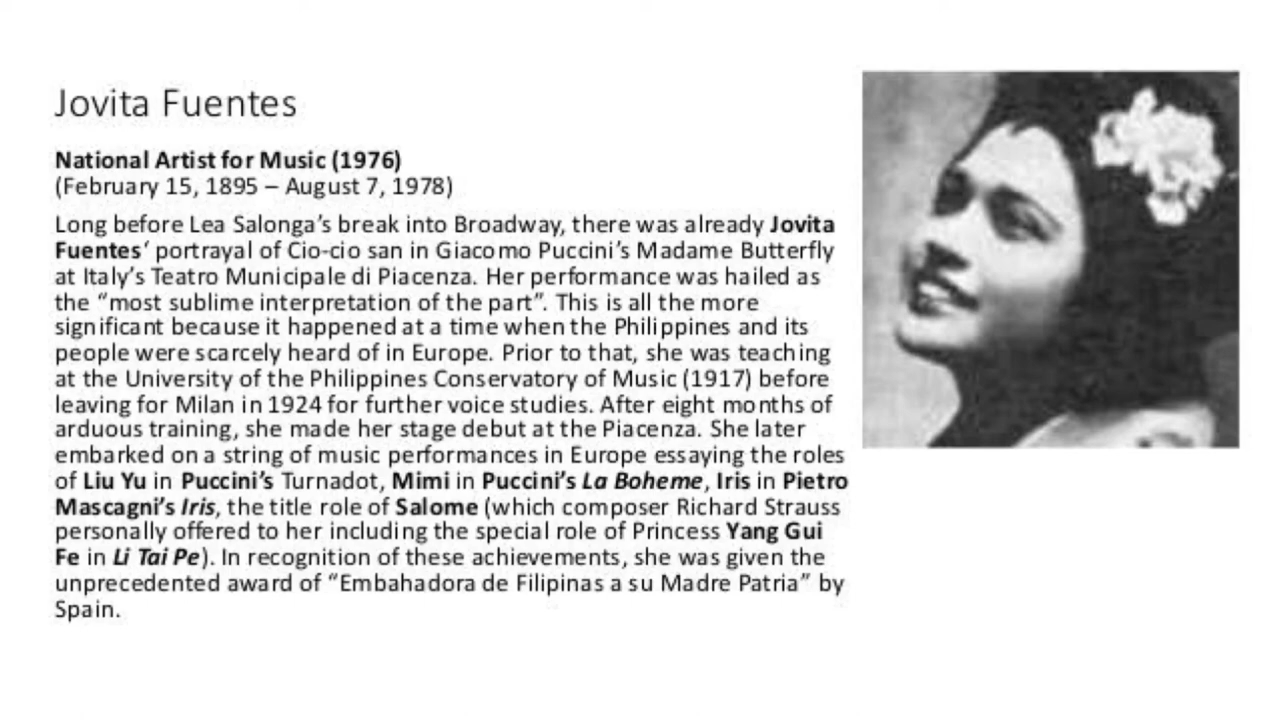 Jovita Fuentes
National Artist for Music (1976)
(February 15, 1895 – August 7, 1978)
Long before Lea Salonga’s break into Broadway, there was already Jovita
Fuentes‘ portrayal of Cio-cio san in Giacomo Puccini’s Madame Butterfly
at Italy’s Teatro Municipale di Piacenza. Her performance was hailed as
the “most sublime interpretation of the part”. This is all the more
significant because it happened at a time when the Philippines and its
people were scarcely heard of in Europe. Prior to that, she was teaching
at the University of the Philippines Conservatory of Music (1917) before
leaving for Milan in 1924 for further voice studies. After eight months of
arduous training, she made her stage debut at the Piacenza. She later
embarked on a string of music performances in Europe essaying the roles
of Liu Yu in Puccini’s Turnadot, Mimi in Puccini’s La Boheme, Iris in Pietro
Mascagni’s Iris, the title role of Salome (which composer Richard Strauss
personally offered to her including the special role of Princess Yang Gui
Fe in Li Tai Pe). In recognition of these achievements, she was given the
unprecedented award of “Embahadora de Filipinas a su Madre Patria” by
Spain.